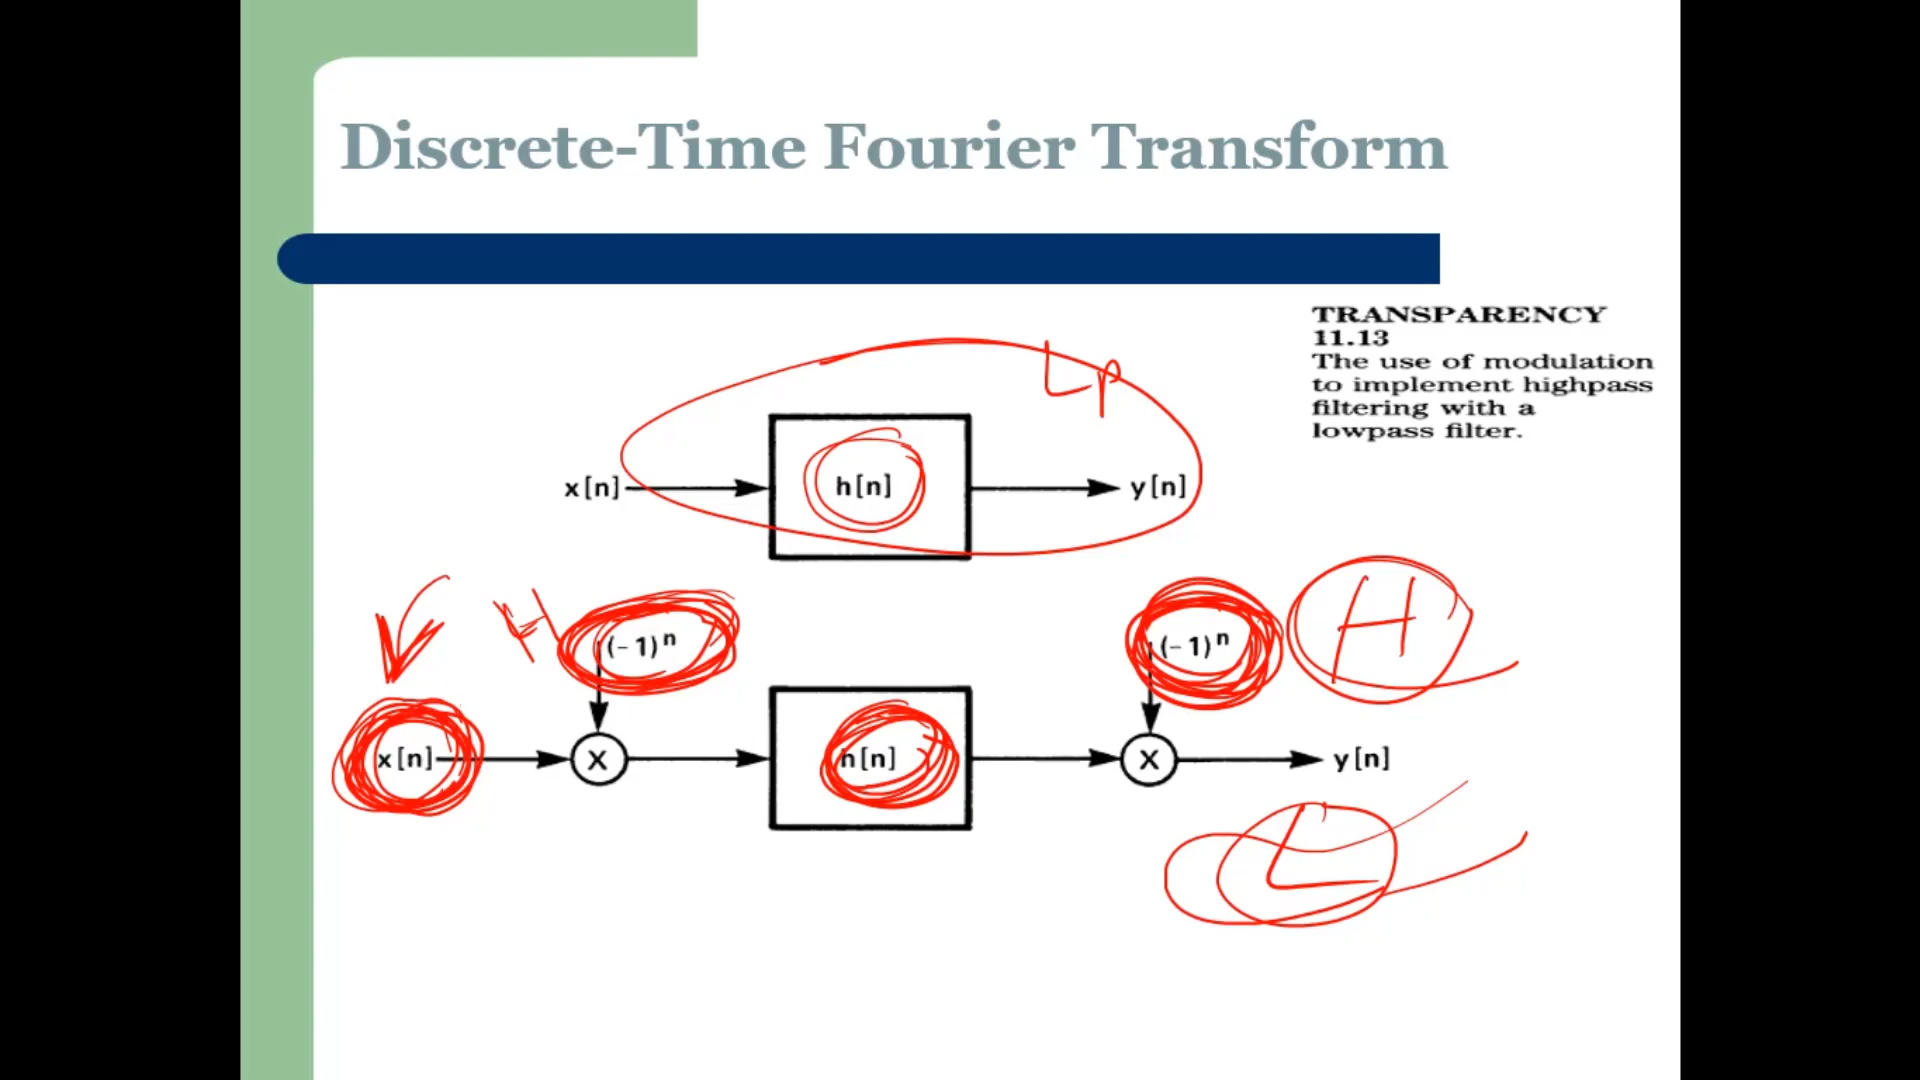 Discrete-Time Fourier Transform
TRANSPARENCY
11.13
The use of modulation
to implement highpass
filtering with a
lowpass filter.
Lp
x[n] h[n] y[n]
(-1)ⁿ (-1)ⁿ H
x[n] X h[n] X y[n]
L